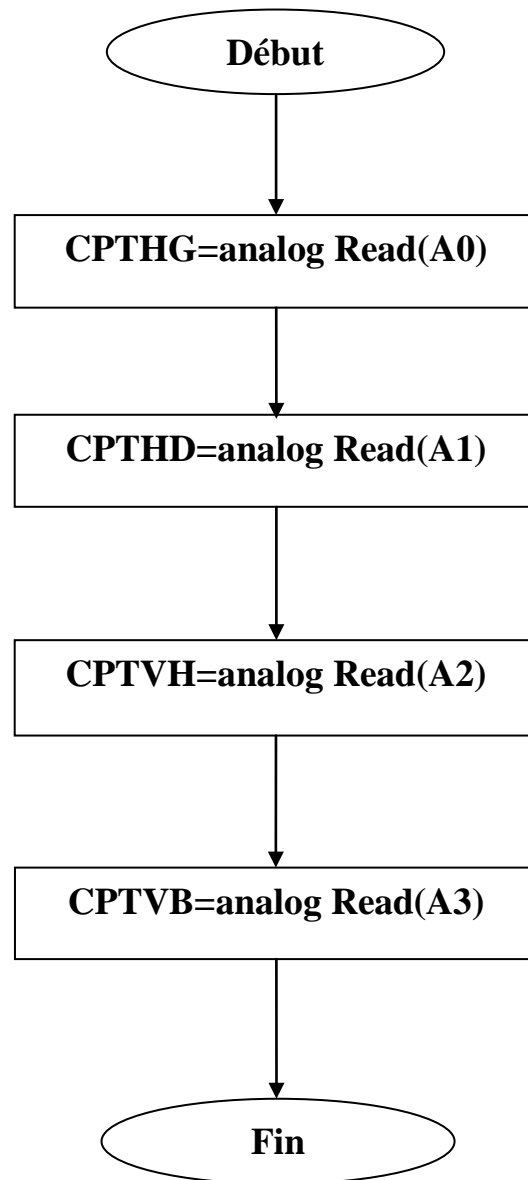 Début
CPTHG=analog Read(A0)
CPTHD=analog Read(A1)
CPTVH=analog Read(A2)
CPTVB=analog Read(A3)
Fin